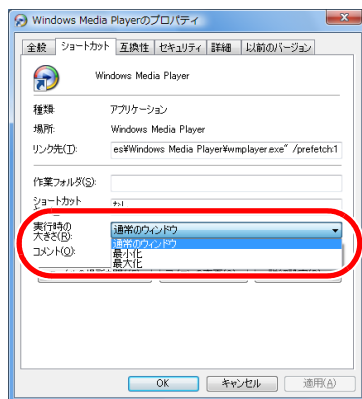 Windows Media Playerのプロパティ
全般 ショートカット 互換性 セキュリティ 詳細 以前のバージョン
Windows Media Player
種類: アプリケーション
場所: Windows Media Player
リンク先(T): es¥Windows Media Player¥wmplayer.exe" /prefetch:1
作業フォルダ(S):
ショートカット なし
実行時の
大きさ(R): 通常のウィンドウ
通常のウィンドウ
コメント(O): 最小化
最大化
OK キャンセル 適用(A)